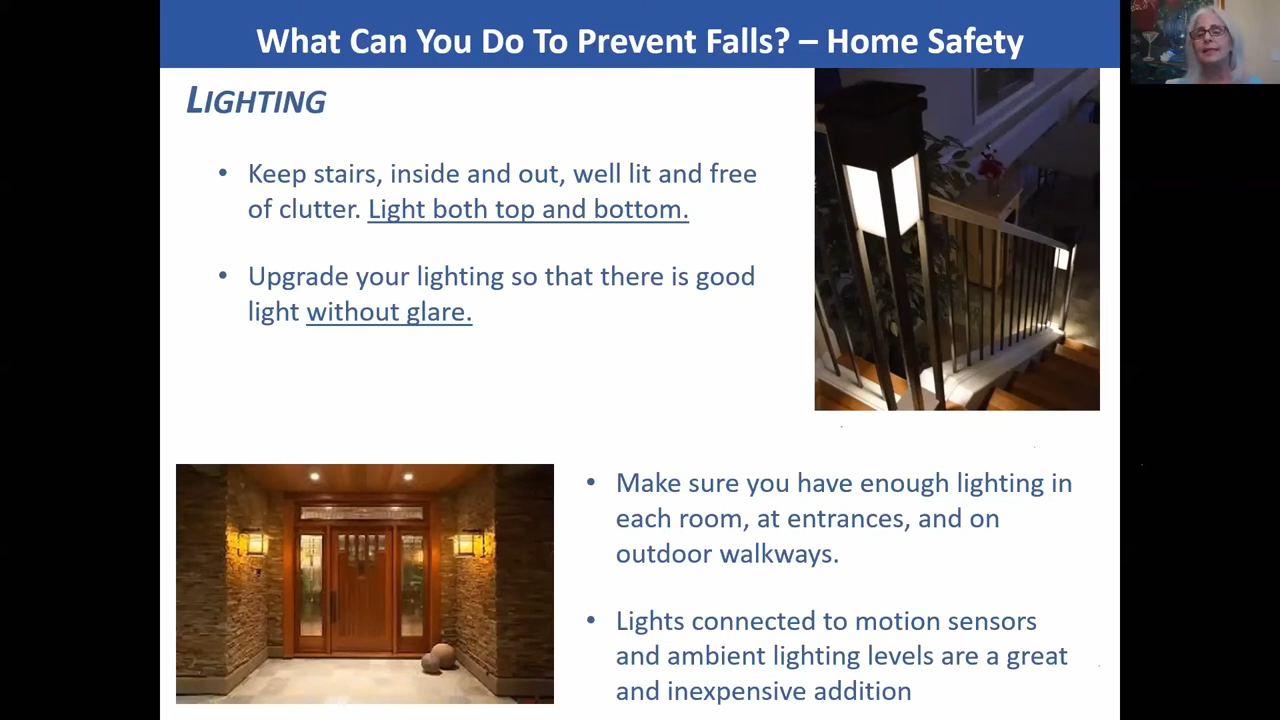 What Can You Do To Prevent Falls? – Home Safety
LIGHTING
• Keep stairs, inside and out, well lit and free
of clutter. Light both top and bottom.
• Upgrade your lighting so that there is good
light without glare.
• Make sure you have enough lighting in
each room, at entrances, and on
outdoor walkways.
• Lights connected to motion sensors
and ambient lighting levels are a great
and inexpensive addition